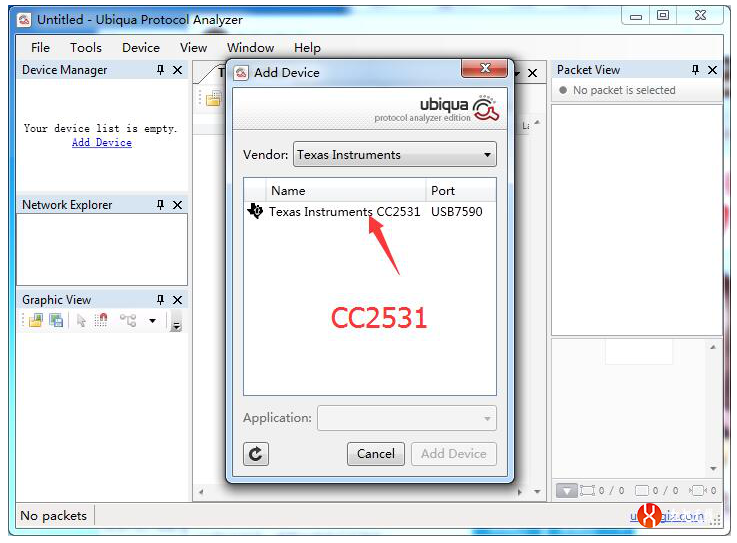 Untitled - Ubiqua Protocol Analyzer
File Tools Device View Window Help
Device Manager
Your device list is empty.
Add Device
Network Explorer
Graphic View
Add Device
ubiqua
protocol analyzer edition
Vendor: Texas Instruments
Name Port
Texas Instruments CC2531 USB7590
CC2531
Application:
Cancel Add Device
Packet View
No packet is selected
0 / 0 0 / 0 0
No packets